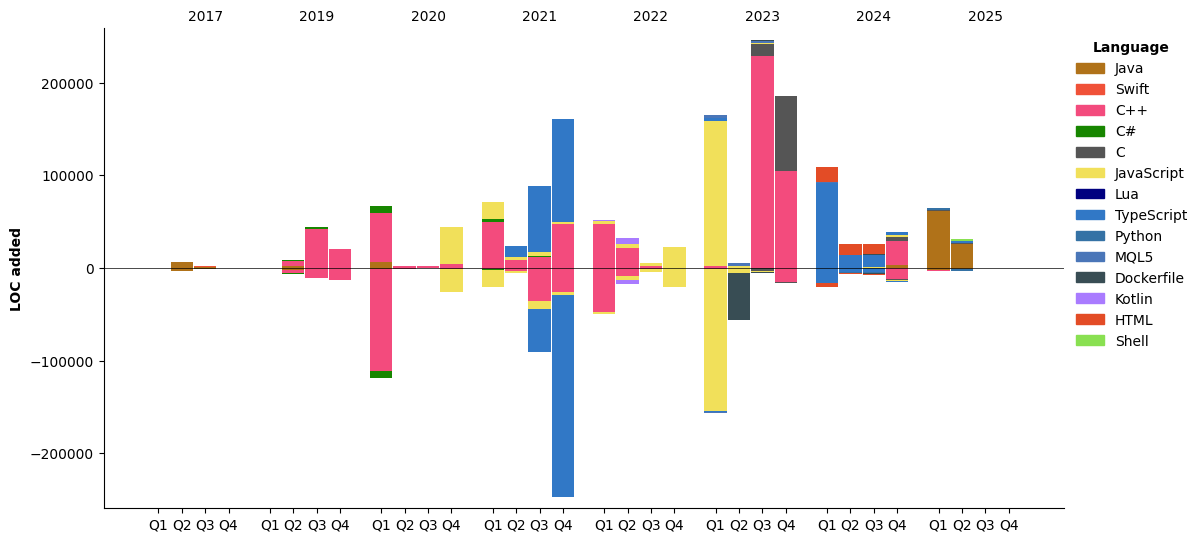 2017 2019 2020 2021 2022 2023 2024 2025
Language
Java
Swift
C++
C#
C
JavaScript
Lua
TypeScript
Python
MQL5
Dockerfile
Kotlin
HTML
Shell
LOC added
200000
100000
0
−100000
−200000
Q1 Q2 Q3 Q4 Q1 Q2 Q3 Q4 Q1 Q2 Q3 Q4 Q1 Q2 Q3 Q4 Q1 Q2 Q3 Q4 Q1 Q2 Q3 Q4 Q1 Q2 Q3 Q4 Q1 Q2 Q3 Q4